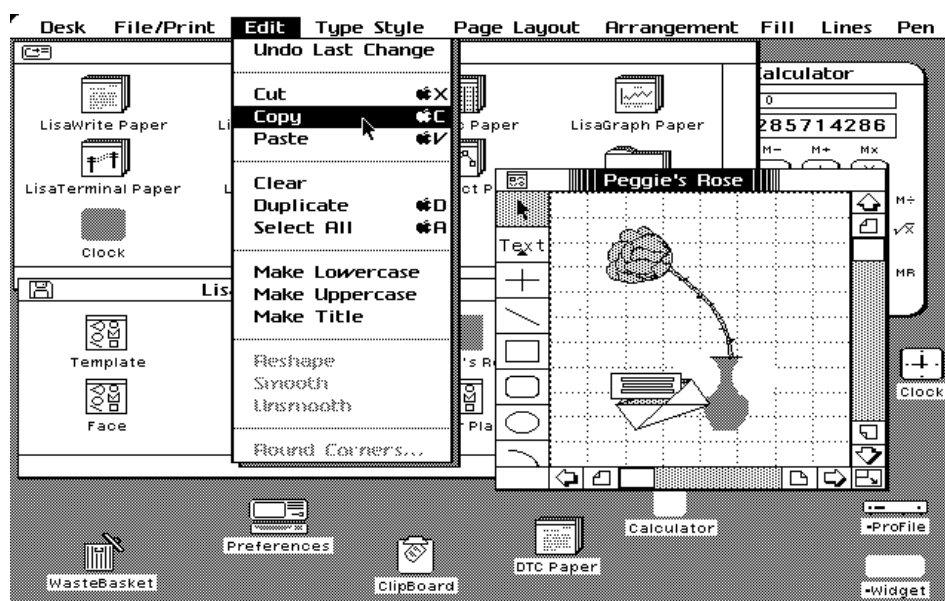 Desk File/Print Edit Type Style Page Layout Arrangement Fill Lines Pen
Undo Last Change
Cut X
Copy C
Paste V
Clear
Duplicate D
Select All A
Make Lowercase
Make Uppercase
Make Title
Reshape
Smooth
Unsmooth
Round Corners...
LisaWrite Paper
Paper
LisaGraph Paper
LisaTerminal Paper
Clock
Calculator
0
285714286
M- M+ Mx
M÷
√x
MR
Peggie's Rose
Text
Template
Face
Clock
Preferences
WasteBasket
ClipBoard
DTC Paper
Calculator
-ProFile
-Widget